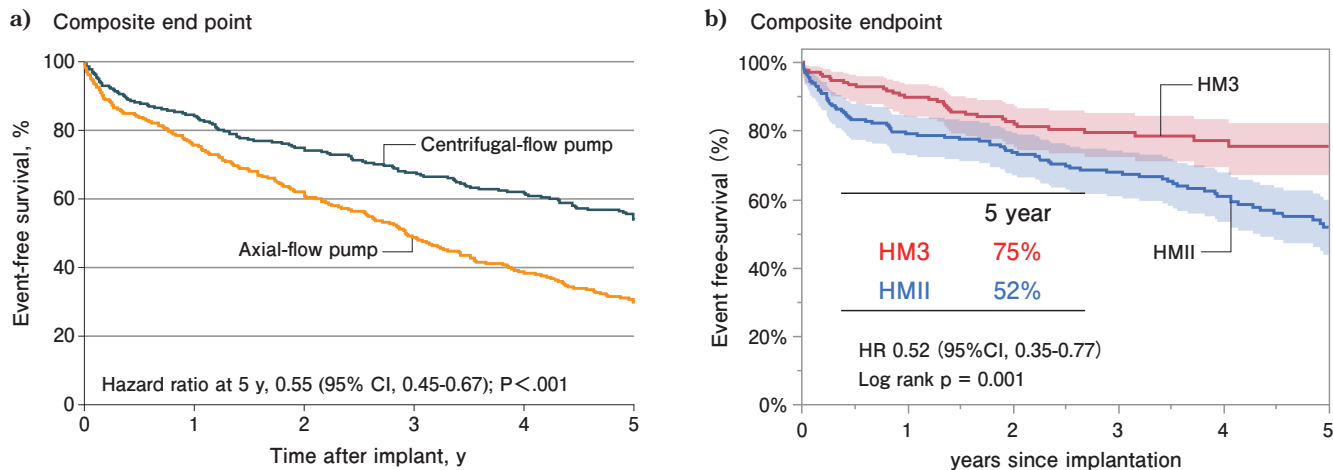 a) Composite end point
Event-free survival, %
100
80
60
40
20
0
Centrifugal-flow pump
Axial-flow pump
Hazard ratio at 5 y, 0.55 (95% CI, 0.45-0.67); P<.001
0 1 2 3 4 5
Time after implant, y
b) Composite endpoint
Event free-survival (%)
100%
80%
60%
40%
20%
0%
HM3
HMII
5 year
HM3 75%
HMII 52%
HR 0.52 (95%CI, 0.35-0.77)
Log rank p = 0.001
0 1 2 3 4 5
years since implantation